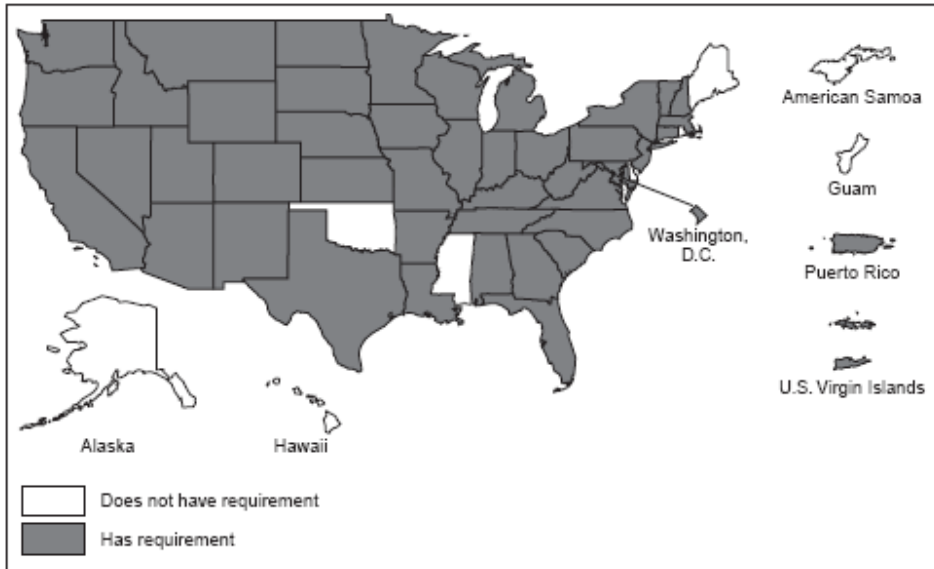 American Samoa
Guam
Washington,
D.C.
Puerto Rico
U.S. Virgin Islands
Alaska
Hawaii
Does not have requirement
Has requirement